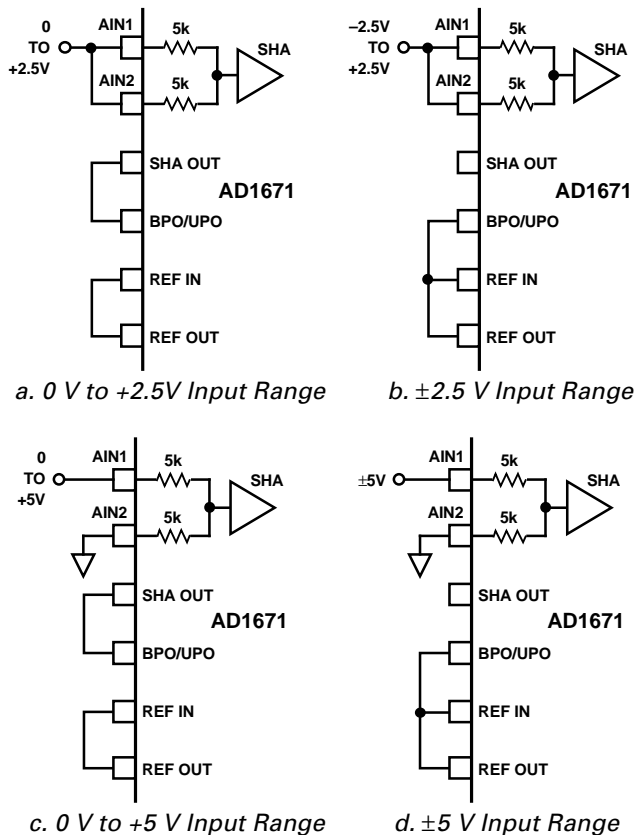 0
TO
+2.5V
AIN1
5k
SHA
AIN2
5k
SHA OUT
AD1671
BPO/UPO
REF IN
REF OUT
a. 0 V to +2.5V Input Range
–2.5V
TO
+2.5V
AIN1
5k
SHA
AIN2
5k
SHA OUT
AD1671
BPO/UPO
REF IN
REF OUT
b. ±2.5 V Input Range
0
TO
+5V
AIN1
5k
SHA
AIN2
5k
SHA OUT
AD1671
BPO/UPO
REF IN
REF OUT
c. 0 V to +5 V Input Range
±5V
AIN1
5k
SHA
AIN2
5k
SHA OUT
AD1671
BPO/UPO
REF IN
REF OUT
d. ±5 V Input Range